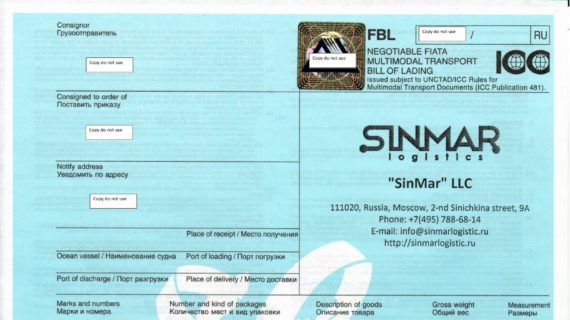 Consignor
Грузоотправитель
Copy do not use
Consigned to order of
Поставить приказу
Copy do not use
Notify address
Уведомить по адресу
Copy do not use
Place of receipt / Место получения
Ocean vessel / Наименование судна
Port of loading / Порт погрузки
Port of discharge / Порт разгрузки
Place of delivery / Место доставки
Copy do not use
FBL
Copy do not use
/
RU
NEGOTIABLE FIATA
MULTIMODAL TRANSPORT
BILL OF LADING
issued subject to UNCTAD/ICC Rules for
Multimodal Transport Documents (ICC Publication 481).
ICC
SINMAR
logistics
"SinMar" LLC
111020, Russia, Moscow, 2-nd Sinichkina street, 9A
Phone: +7(495) 788-68-14
E-mail: info@sinmarlogistic.ru
http://sinmarlogistic.ru
Marks and numbers
Марки и номера
Number and kind of packages
Количество мест и вид упаковки
Description of goods
Описание товара
Gross weight
Общий вес
Measurement
Размеры